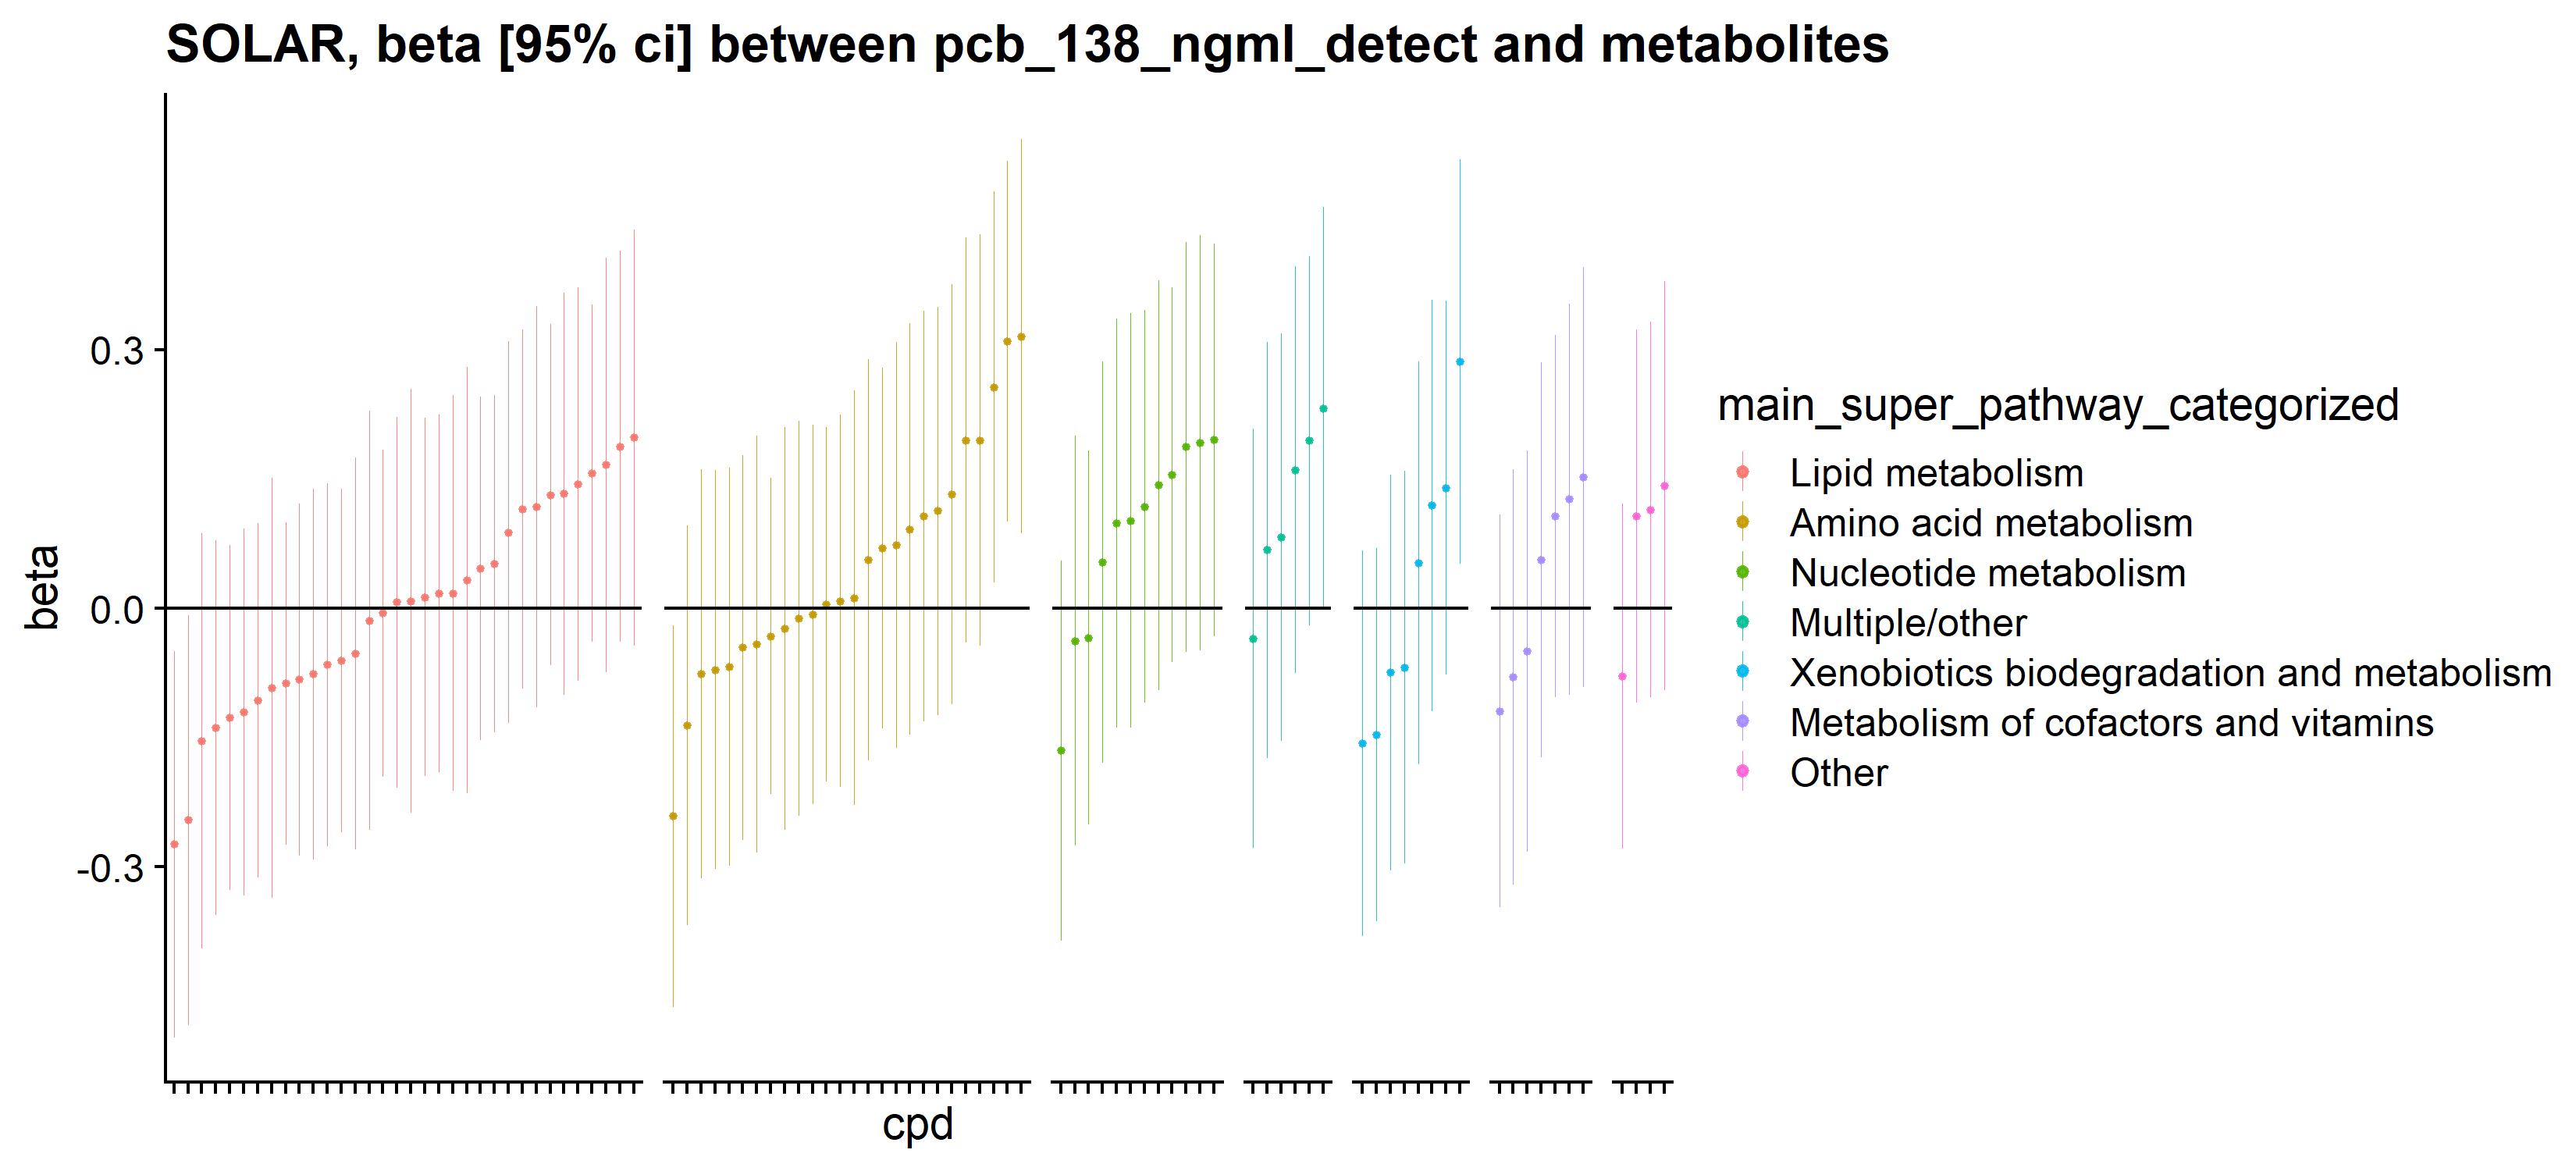 SOLAR, beta [95% ci] between pcb_138_ngml_detect and metabolites
beta
0.3
0.0
-0.3
cpd
main_super_pathway_categorized
Lipid metabolism
Amino acid metabolism
Nucleotide metabolism
Multiple/other
Xenobiotics biodegradation and metabolism
Metabolism of cofactors and vitamins
Other